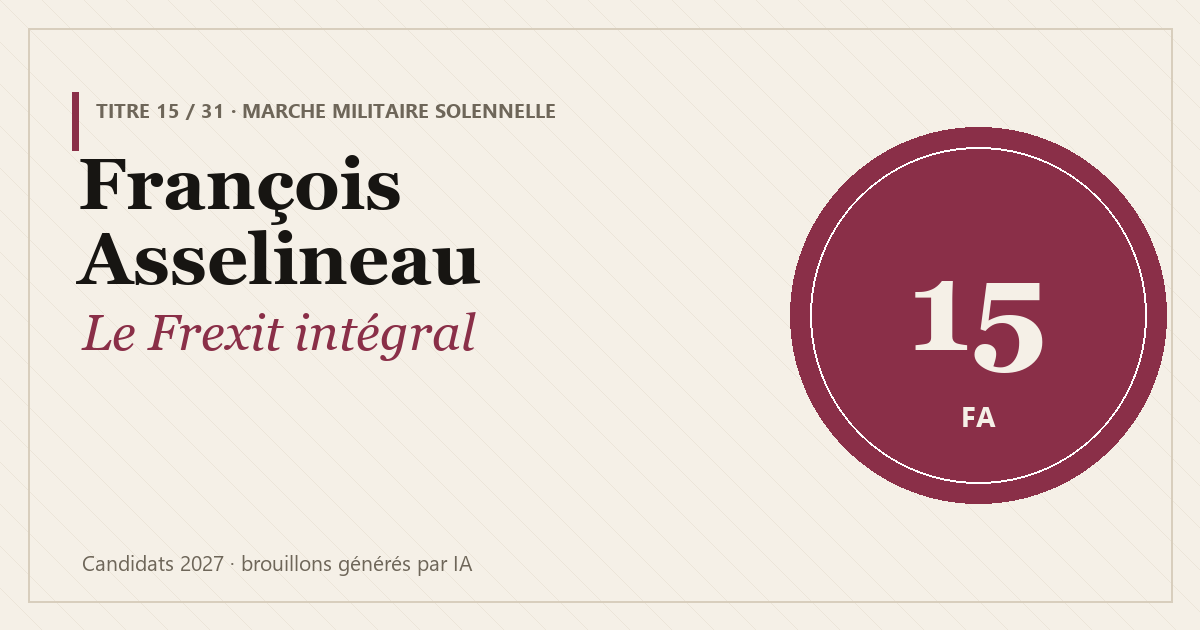 TITRE 15 / 31 · MARCHE MILITAIRE SOLENNELLE
François
Asselineau
Le Frexit intégral
15
FA
Candidats 2027 · brouillons générés par IA